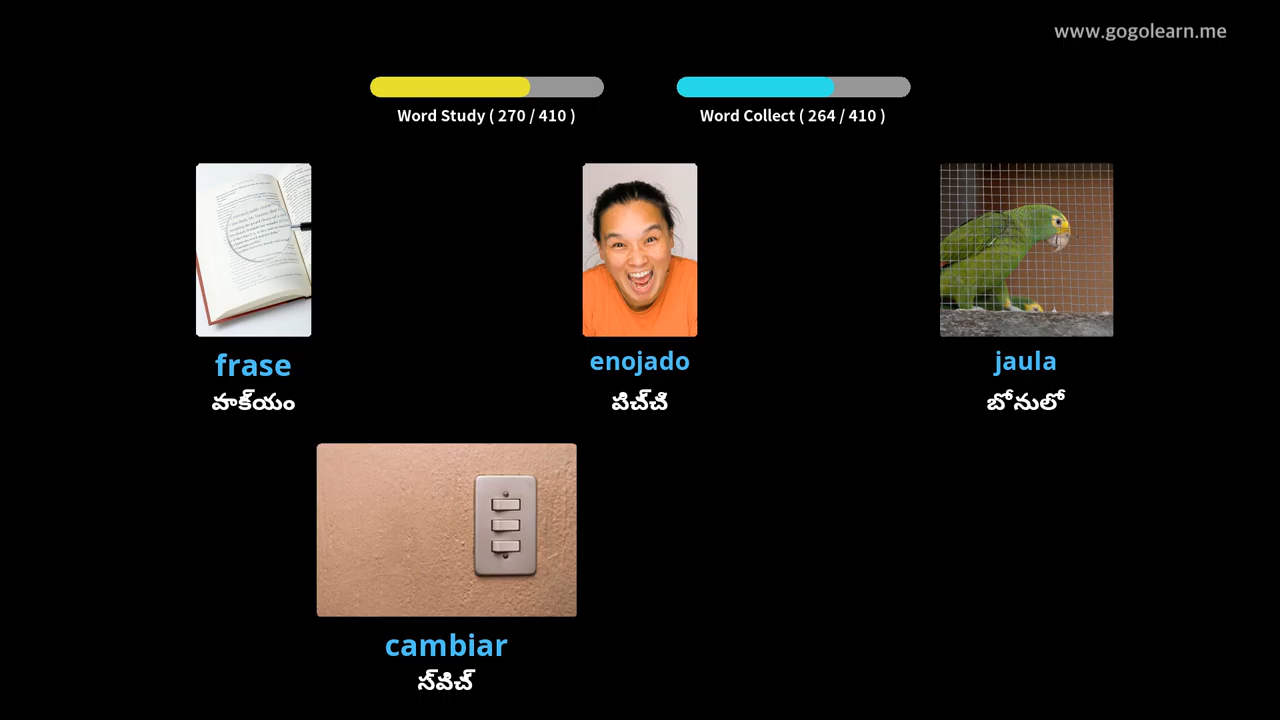 www.gogolearn.me
Word Study ( 270 / 410 )
Word Collect ( 264 / 410 )
frase
వాక్యం
enojado
పిచ్చి
jaula
బోనులో
cambiar
స్విచ్